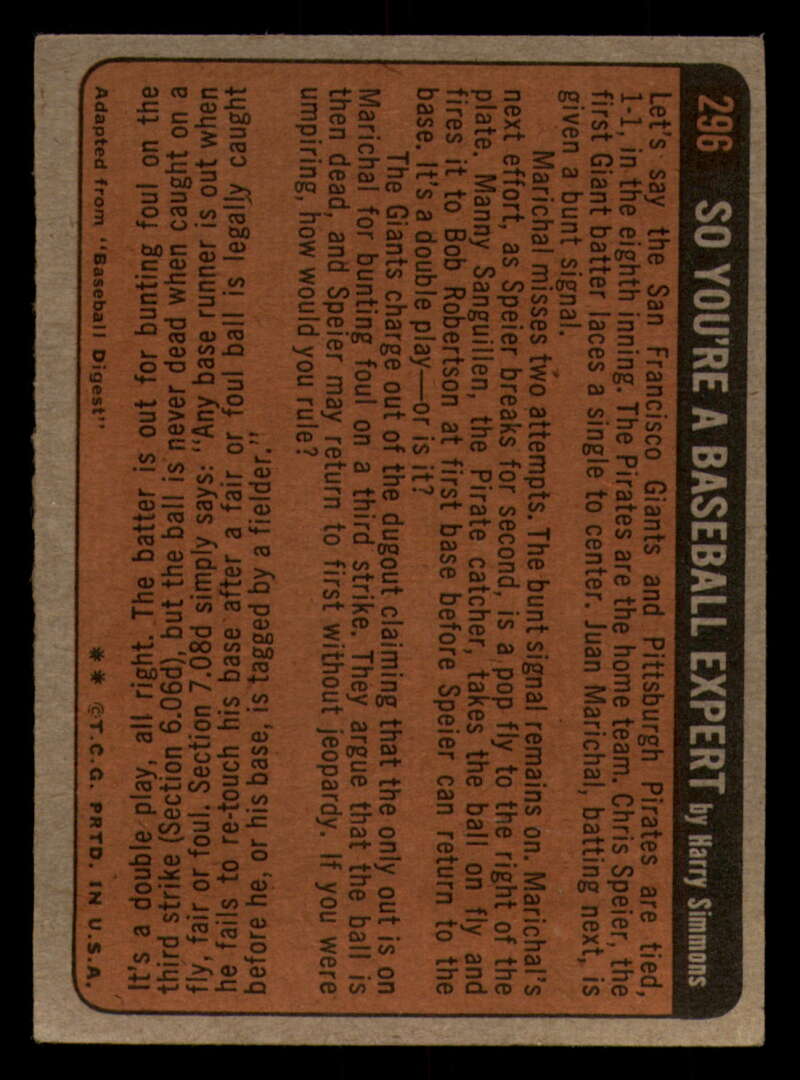 296 SO YOU'RE A BASEBALL EXPERT by Harry Simmons
Let's say the San Francisco Giants and Pittsburgh Pirates are tied,
1-1, in the eighth inning. The Pirates are the home team. Chris Speier, the
first Giant batter laces a single to center. Juan Marichal, batting next, is
given a bunt signal.
Marichal misses two attempts. The bunt signal remains on. Marichal's
next effort, as Speier breaks for second, is a pop fly to the right of the
plate. Manny Sanguillen, the Pirate catcher, takes the ball on fly and
fires it to Bob Robertson at first base before Speier can return to the
base. It's a double play—or is it?
The Giants charge out of the dugout claiming that the only out is on
Marichal for bunting foul on a third strike. They argue that the ball is
then dead, and Speier may return to first without jeopardy. If you were
umpiring, how would you rule?
It's a double play, all right. The batter is out for bunting foul on the
third strike (Section 6.06d), but the ball is never dead when caught on a
fly, fair or foul. Section 7.08d simply says: "Any base runner is out when
he fails to re-touch his base after a fair or foul ball is legally caught
before he, or his base, is tagged by a fielder."
Adapted from "Baseball Digest"
** ©T.C.G. PRTD. IN U.S.A.